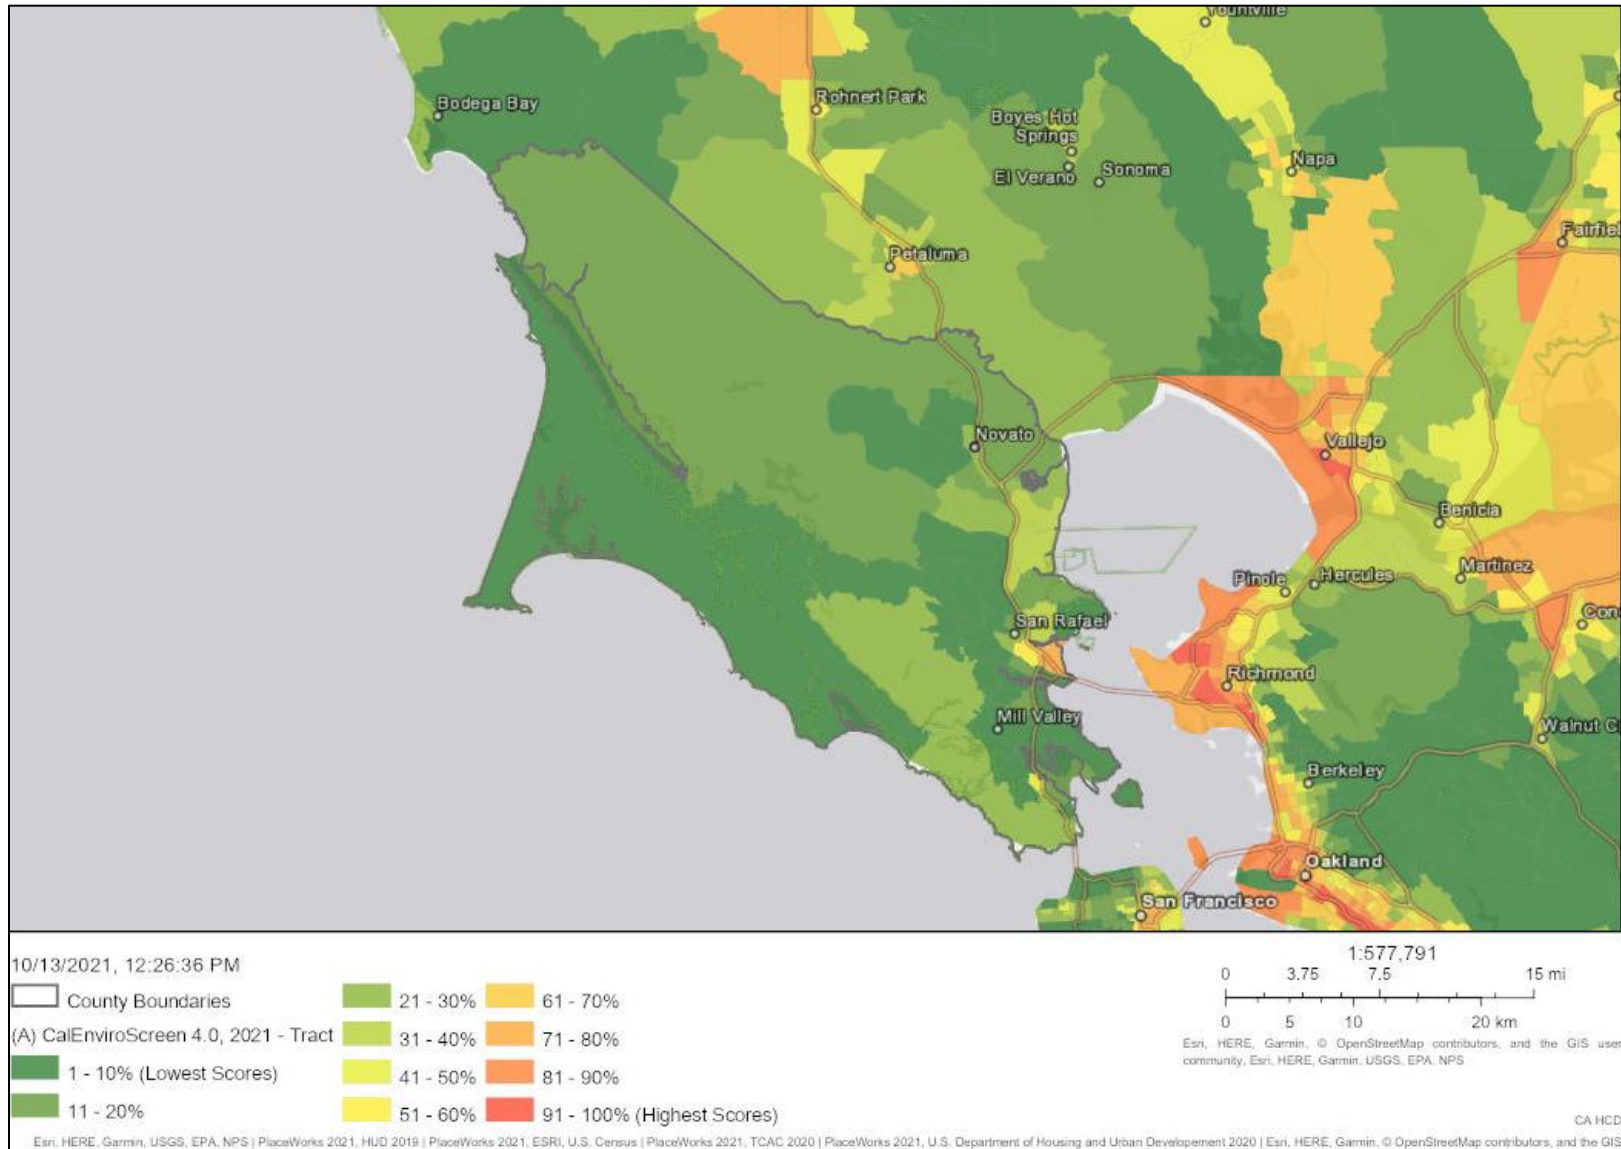 Yountville
Bodega Bay
Rohnert Park
Boyes Hot
Springs
El Verano
Sonoma
Napa
Petaluma
Fairfiel
Novato
Vallejo
Benicia
Pinole
Hercules
Martinez
San Rafael
Con
Richmond
Mill Valley
Walnut C
Berkeley
Oakland
San Francisco
10/13/2021, 12:26:36 PM
County Boundaries
(A) CalEnviroScreen 4.0, 2021 - Tract
1 - 10% (Lowest Scores)
11 - 20%
21 - 30%
31 - 40%
41 - 50%
51 - 60%
61 - 70%
71 - 80%
81 - 90%
91 - 100% (Highest Scores)
1:577,791
0 3.75 7.5 15 mi
0 5 10 20 km
Esri, HERE, Garmin, © OpenStreetMap contributors, and the GIS user
community, Esri, HERE, Garmin, USGS, EPA, NPS
CA HCD
Esri, HERE, Garmin, USGS, EPA, NPS | PlaceWorks 2021, HUD 2019 | PlaceWorks 2021, ESRI, U.S. Census | PlaceWorks 2021, TCAC 2020 | PlaceWorks 2021, U.S. Department of Housing and Urban Developement 2020 | Esri, HERE, Garmin, © OpenStreetMap contributors, and the GIS